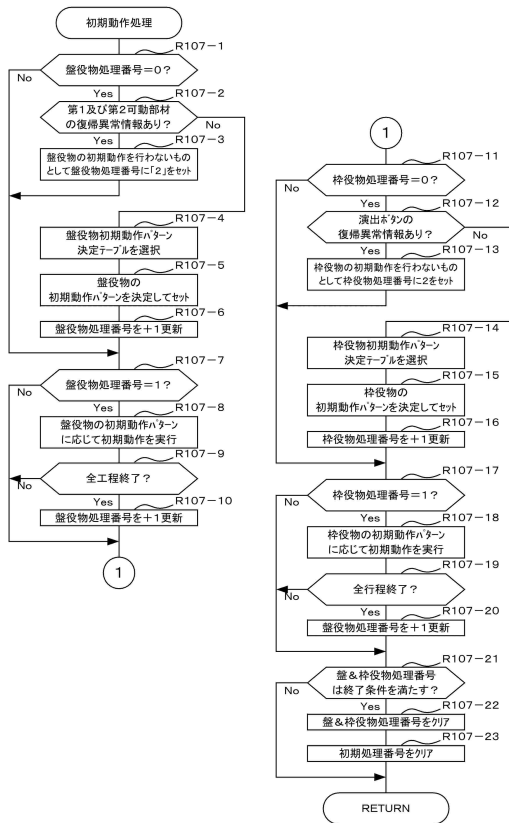 初期動作処理
R107-1
盤役物処理番号=0?
No
Yes
R107-2
第1及び第2可動部材
の復帰異常情報あり?
No
Yes
R107-3
盤役物の初期動作を行わないもの
として盤役物処理番号に「2」をセット
R107-4
盤役物初期動作パターン
決定テーブルを選択
R107-5
盤役物の
初期動作パターンを決定してセット
R107-6
盤役物処理番号を+1更新
R107-7
盤役物処理番号=1?
No
Yes
R107-8
盤役物の初期動作パターン
に応じて初期動作を実行
R107-9
全工程終了?
No
Yes
R107-10
盤役物処理番号を+1更新
1
1
R107-11
枠役物処理番号=0?
No
Yes
R107-12
演出ボタンの
復帰異常情報あり?
No
Yes
R107-13
枠役物の初期動作を行わないもの
として枠役物処理番号に2をセット
R107-14
枠役物初期動作パターン
決定テーブルを選択
R107-15
枠役物の
初期動作パターンを決定してセット
R107-16
枠役物処理番号を+1更新
R107-17
枠役物処理番号=1?
No
Yes
R107-18
枠役物の初期動作パターン
に応じて初期動作を実行
R107-19
全行程終了?
No
Yes
R107-20
盤役物処理番号を+1更新
R107-21
盤&枠役物処理番号
は終了条件を満たす?
No
Yes
R107-22
盤&枠役物処理番号をクリア
R107-23
初期処理番号をクリア
RETURN